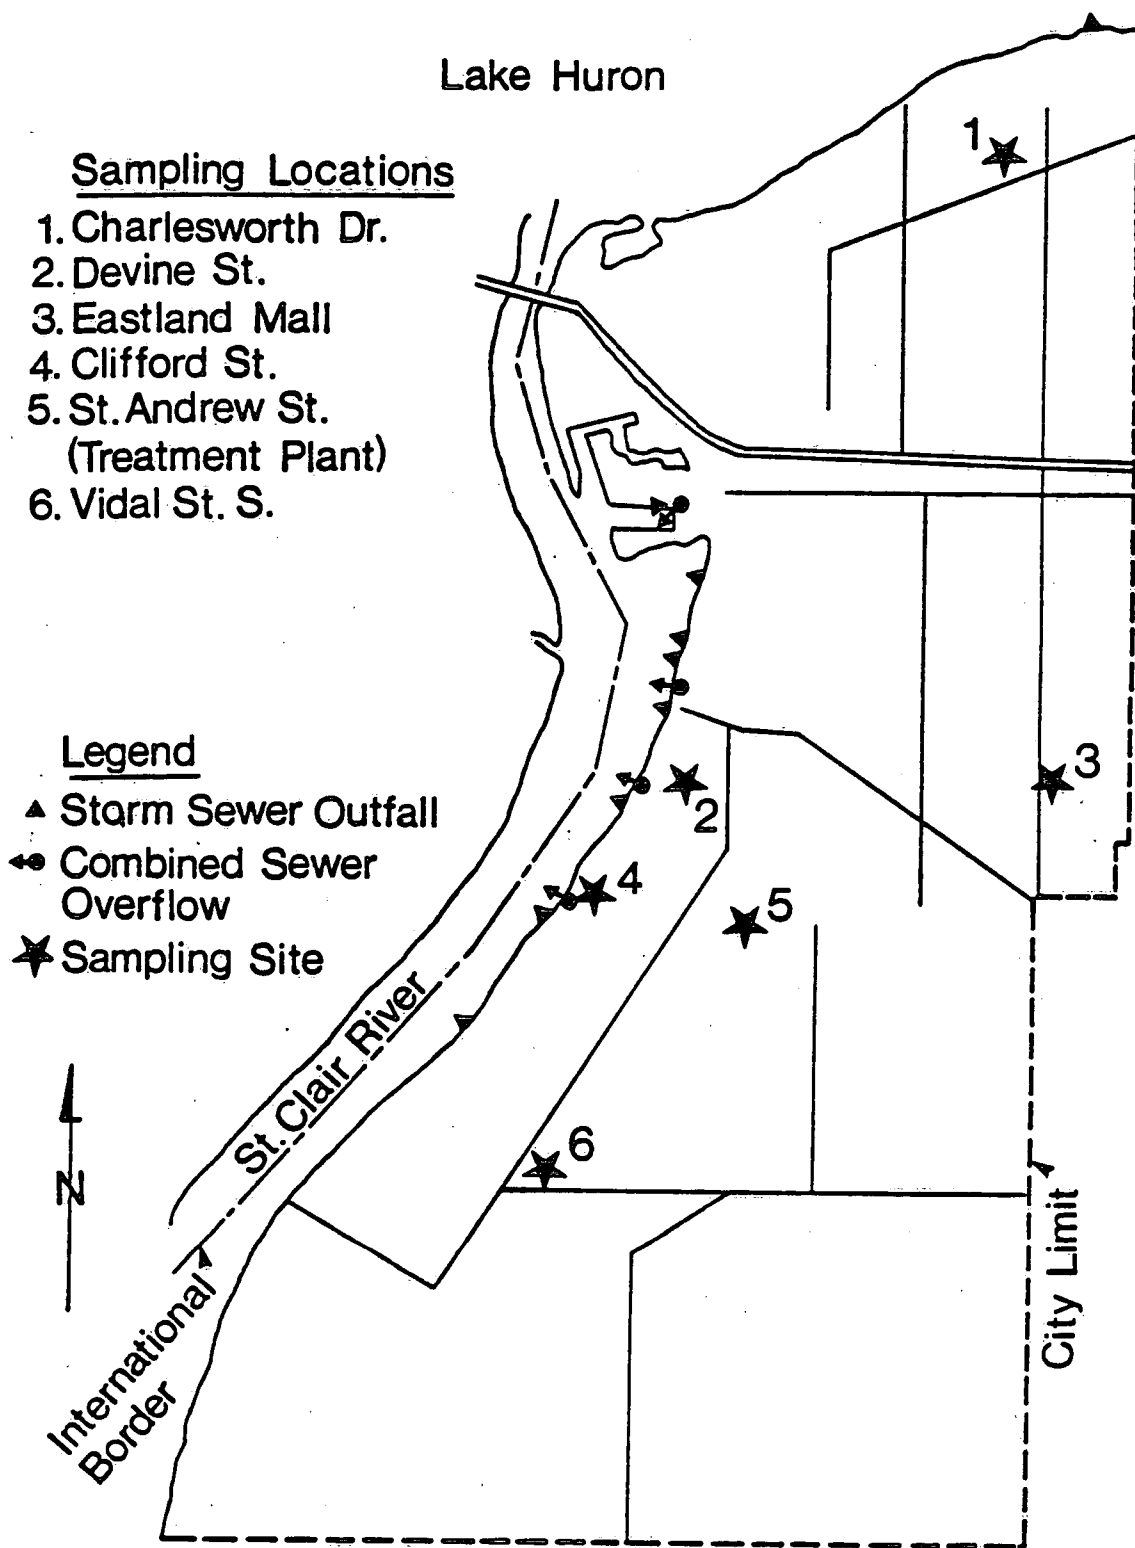 Lake Huron
Sampling Locations
1. Charlesworth Dr.
2. Devine St.
3. Eastland Mall
4. Clifford St.
5. St. Andrew St.
(Treatment Plant)
6. Vidal St. S.
1
Legend
Storm Sewer Outfall
Combined Sewer
Overflow
Sampling Site
3
2
4
5
6
St. Clair River
N
International
Border
City Limit